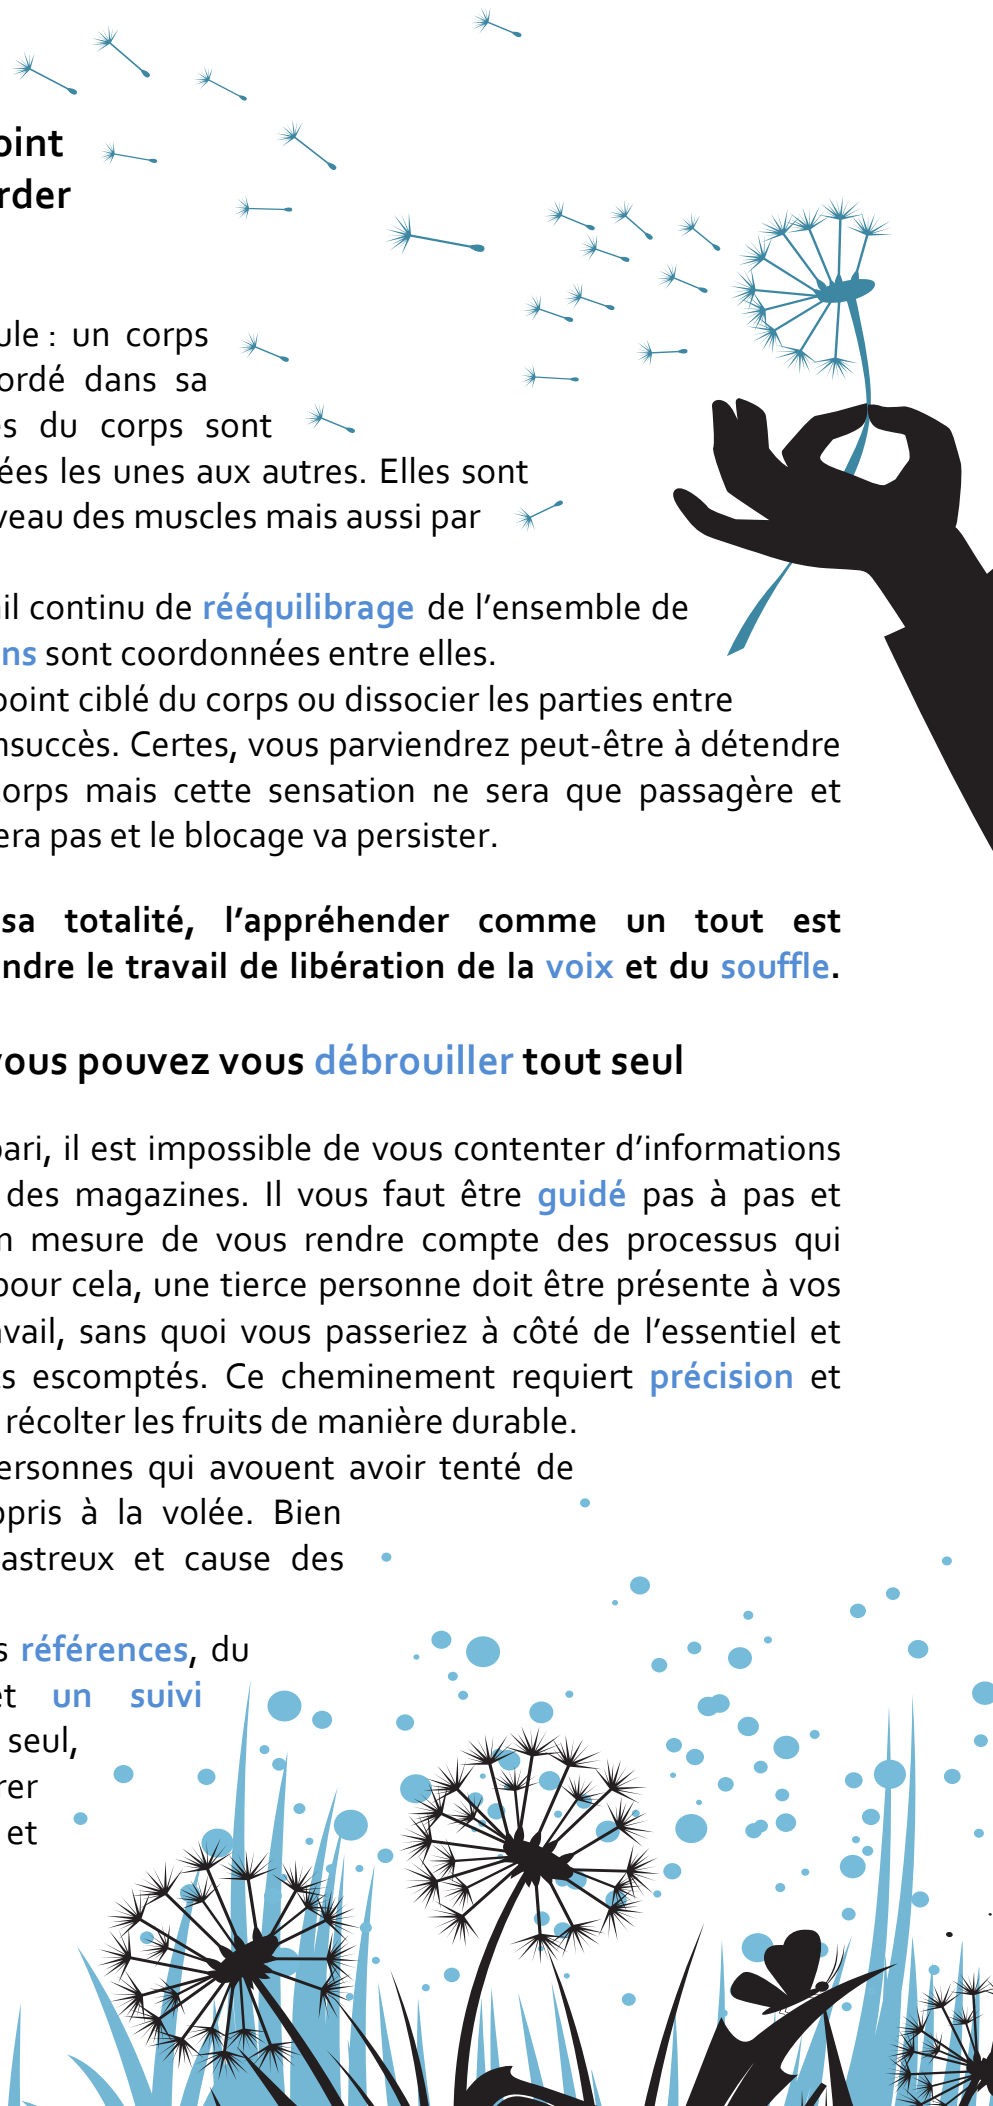 oint
rder
ule : un corps
ordé dans sa
es du corps sont
ées les unes aux autres. Elles sont
veau des muscles mais aussi par
ail continu de rééquilibrage de l’ensemble de
ns sont coordonnées entre elles.
point ciblé du corps ou dissocier les parties entre
nsuccès. Certes, vous parviendrez peut-être à détendre
corps mais cette sensation ne sera que passagère et
era pas et le blocage va persister.
sa totalité, l’appréhender comme un tout est
ndre le travail de libération de la voix et du souffle.
vous pouvez vous débrouiller tout seul
pari, il est impossible de vous contenter d’informations
des magazines. Il vous faut être guidé pas à pas et
n mesure de vous rendre compte des processus qui
pour cela, une tierce personne doit être présente à vos
avail, sans quoi vous passeriez à côté de l’essentiel et
ts escomptés. Ce cheminement requiert précision et
récolter les fruits de manière durable.
ersonnes qui avouent avoir tenté de
ppris à la volée. Bien
astreux et cause des
s références, du
et un suivi
seul,
rer
et